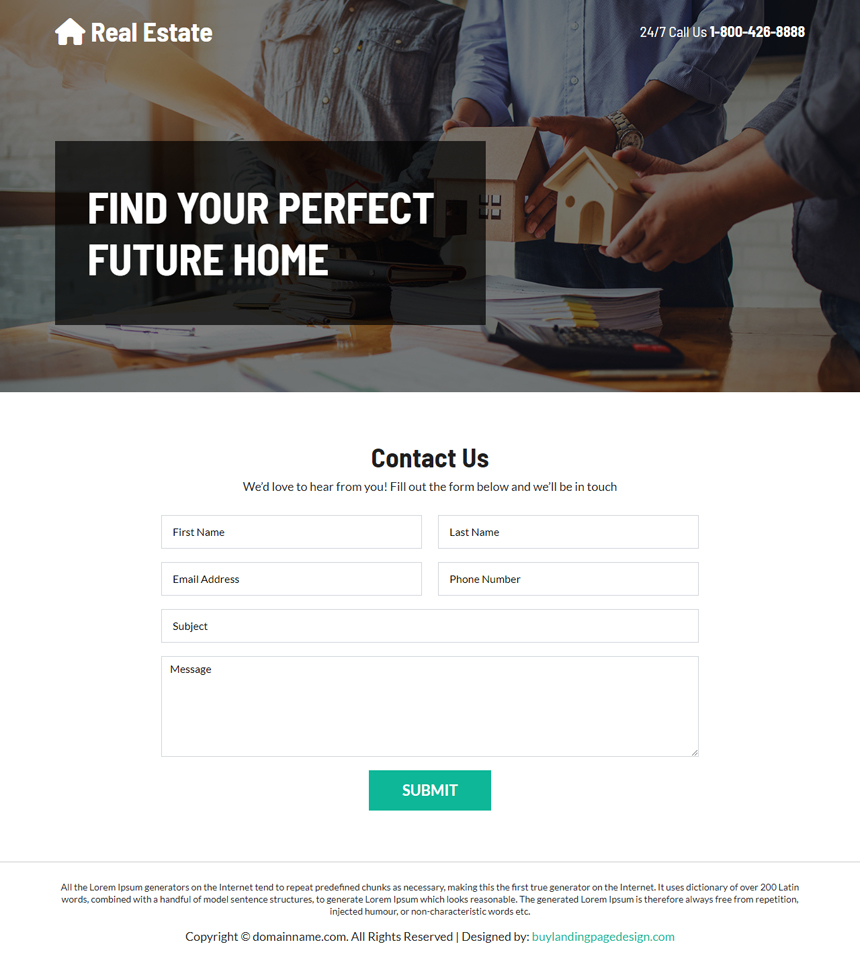 Real Estate
24/7 Call Us 1-800-426-8888
FIND YOUR PERFECT
FUTURE HOME
Contact Us
We'd love to hear from you! Fill out the form below and we'll be in touch
First Name
Last Name
Email Address
Phone Number
Subject
Message
SUBMIT
All the Lorem Ipsum generators on the Internet tend to repeat predefined chunks as necessary, making this the first true generator on the Internet. It uses dictionary of over 200 Latin
words, combined with a handful of model sentence structures, to generate Lorem Ipsum which looks reasonable. The generated Lorem Ipsum is therefore always free from repetition,
injected humour, or non-characteristic words etc.
Copyright © domainname.com. All Rights Reserved | Designed by: buylandingpagedesign.com